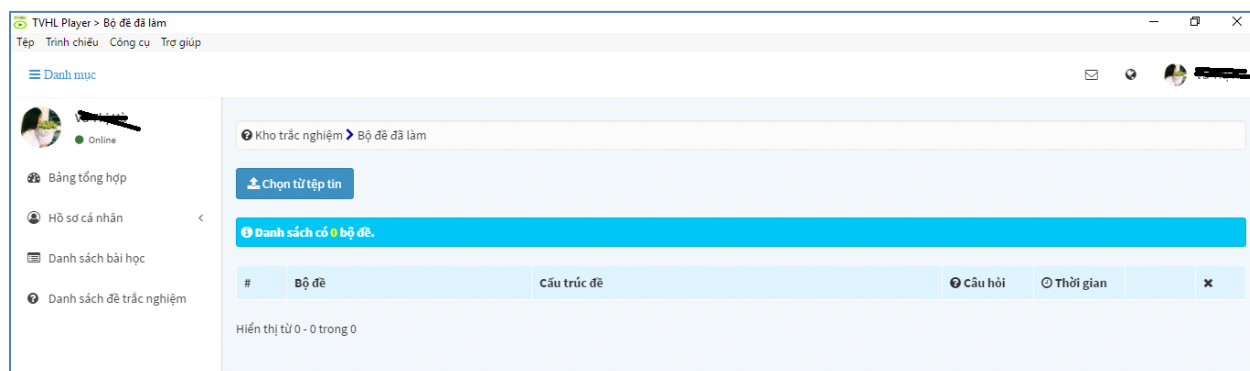 TVHL Player > Bộ đề đã làm
Tệp Trình chiếu Công cụ Trợ giúp
Danh mục
Online
Kho trắc nghiệm > Bộ đề đã làm
Bảng tổng hợp
Chọn từ tệp tin
Hồ sơ cá nhân
Danh sách có 0 bộ đề.
Danh sách bài học
# Bộ đề Cấu trúc đề Câu hỏi Thời gian
Danh sách đề trắc nghiệm
Hiển thị từ 0 - 0 trong 0